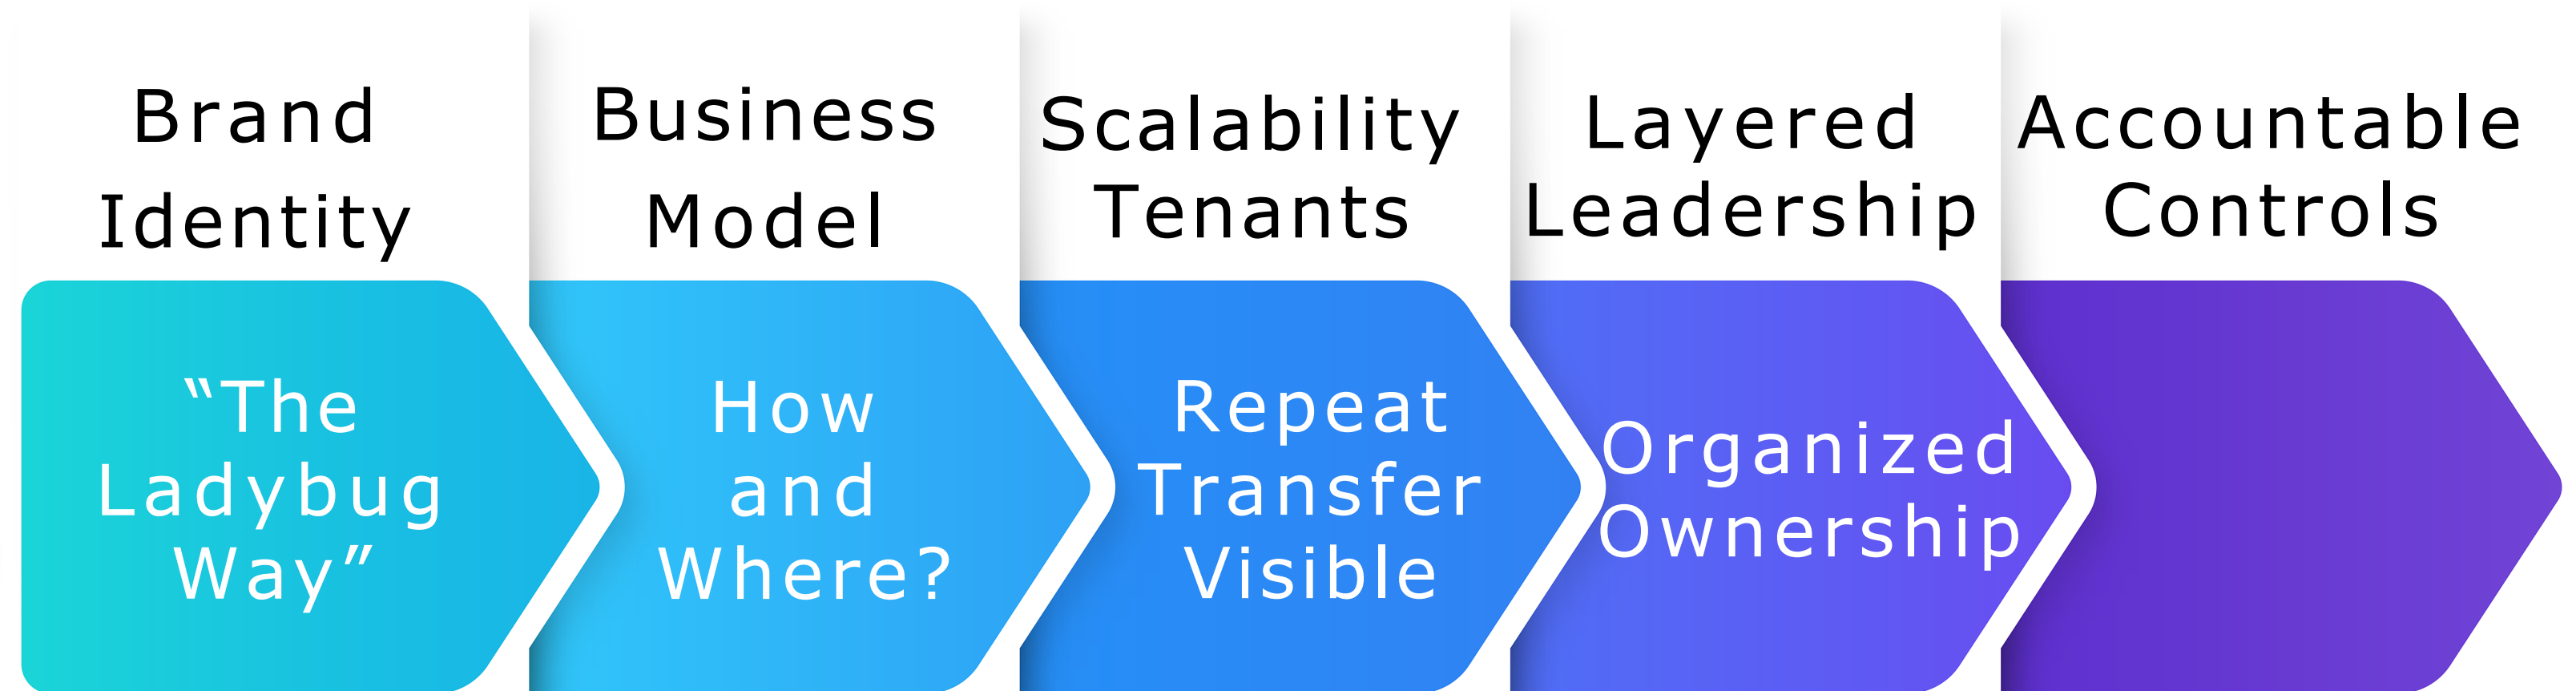 Brand
Identity
Business
Model
Scalability
Tenants
Layered
Leadership
Accountable
Controls
“The
Ladybug
Way”
How
and
Where?
Repeat
Transfer
Visible
Organized
Ownership